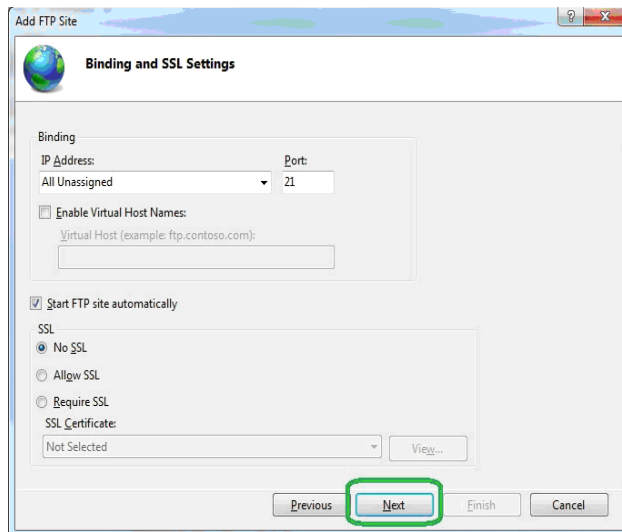 Add FTP Site
Binding and SSL Settings
Binding
IP Address: Port:
All Unassigned 21
Enable Virtual Host Names:
Virtual Host (example: ftp.contoso.com):
Start FTP site automatically
SSL
No SSL
Allow SSL
Require SSL
SSL Certificate:
Not Selected View...
Previous Next Finish Cancel